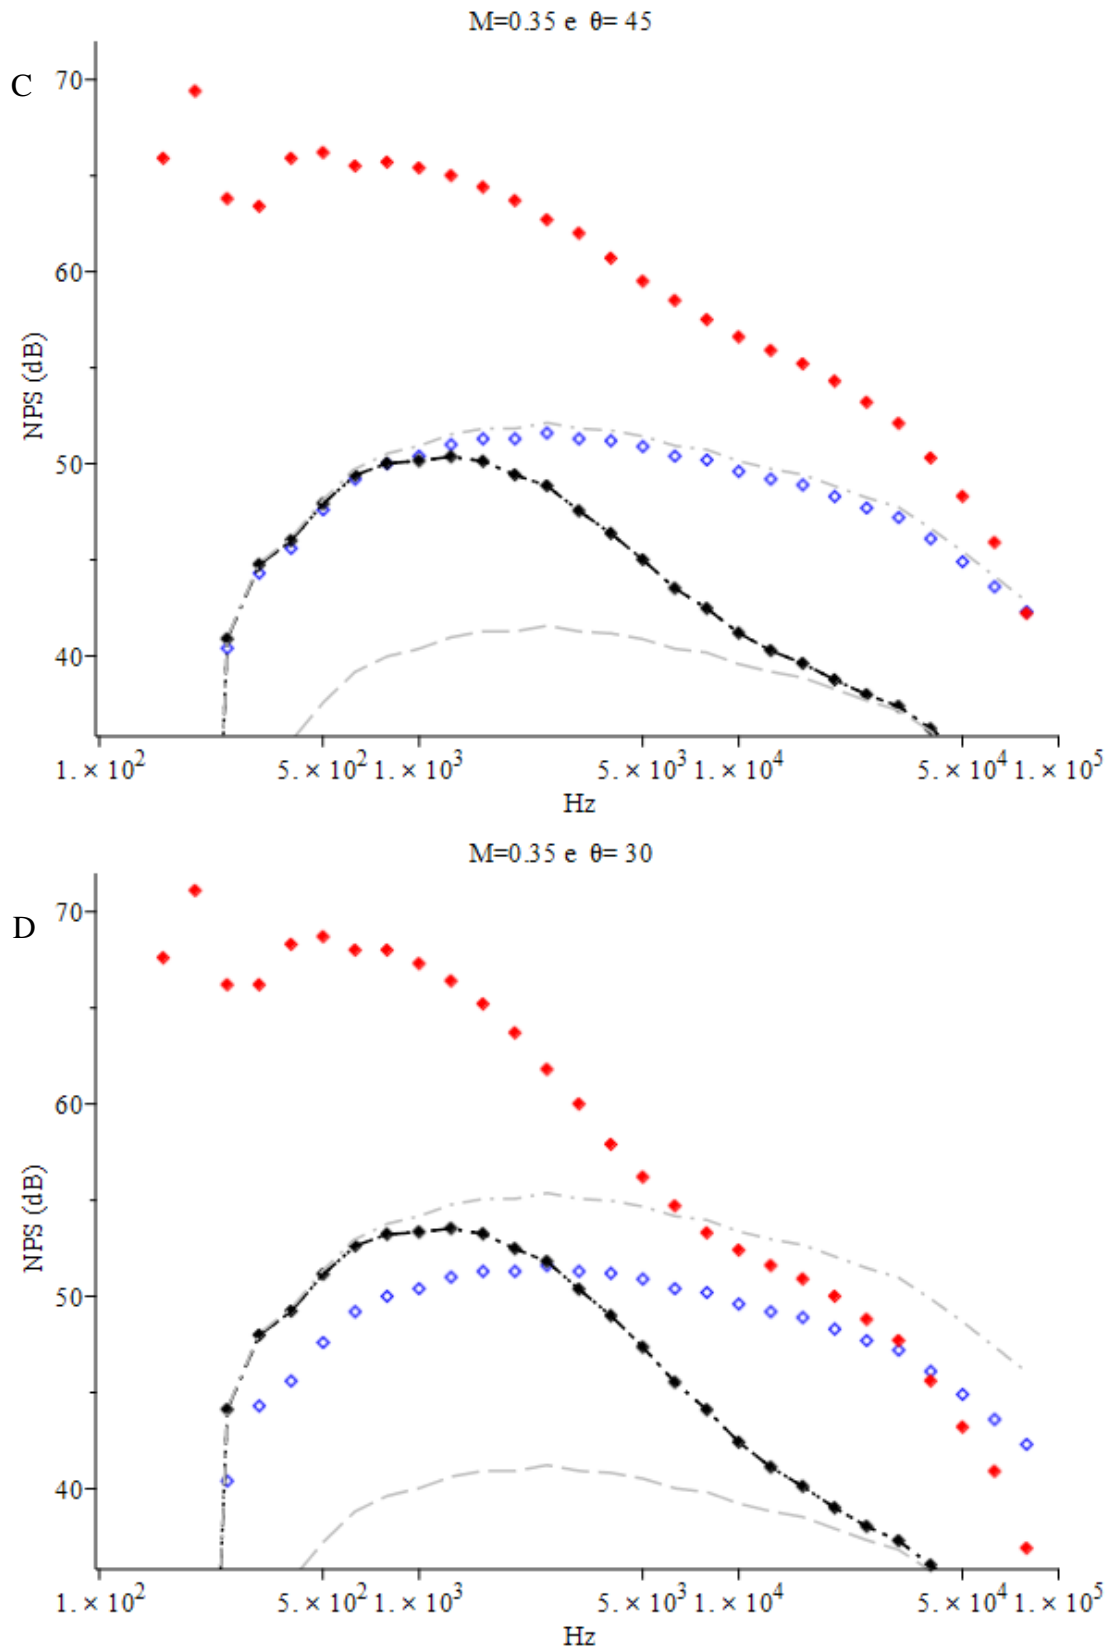 M=0.35 e θ= 45
C
70
60
NPS (dB)
50
40
1.×10² 5.×10² 1.×10³ 5.×10³ 1.×10⁴ 5.×10⁴ 1.×10⁵
Hz
M=0.35 e θ= 30
D
70
60
NPS (dB)
50
40
1.×10² 5.×10² 1.×10³ 5.×10³ 1.×10⁴ 5.×10⁴ 1.×10⁵
Hz